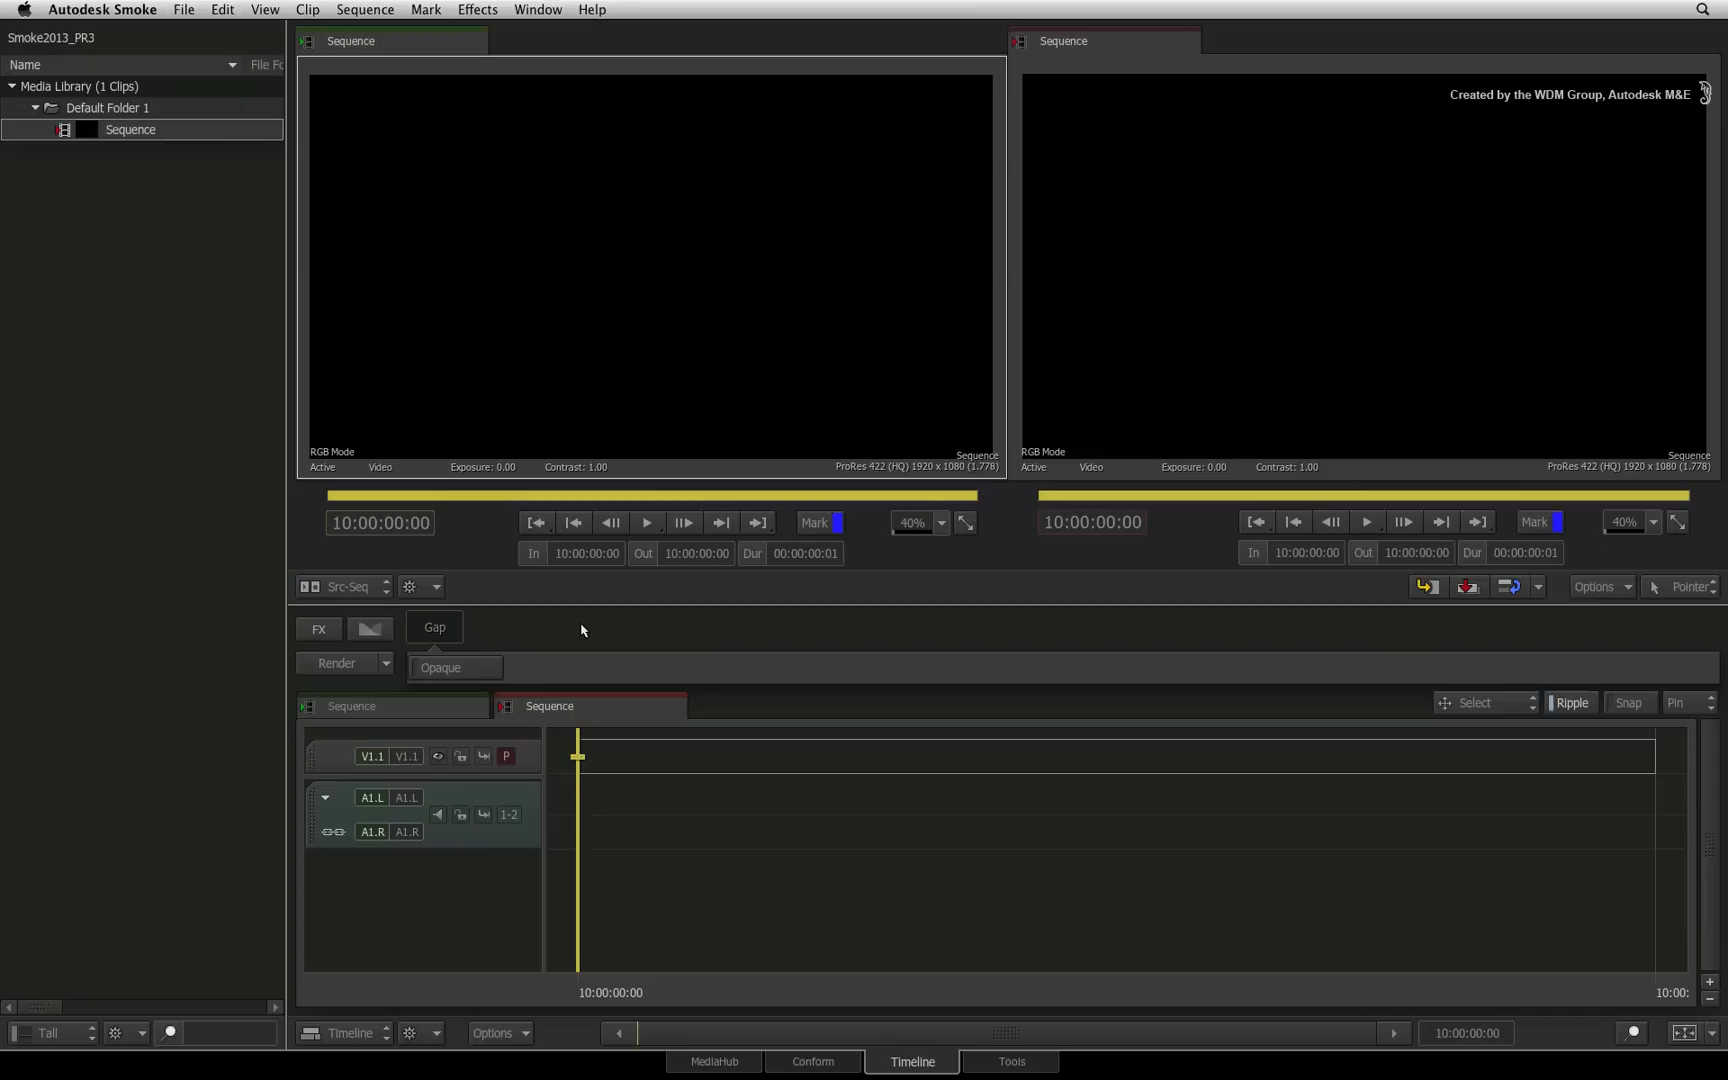 Autodesk Smoke File Edit View Clip Sequence Mark Effects Window Help
Smoke2013_PR3
Name File Fo
Media Library (1 Clips)
Default Folder 1
Sequence
Sequence
Sequence
Created by the WDM Group, Autodesk M&E
RGB Mode
Sequence
Active Video Exposure: 0.00 Contrast: 1.00 ProRes 422 (HQ) 1920 x 1080 (1.778)
RGB Mode
Sequence
Active Video Exposure: 0.00 Contrast: 1.00 ProRes 422 (HQ) 1920 x 1080 (1.778)
10:00:00:00 Mark 40%
In 10:00:00:00 Out 10:00:00:00 Dur 00:00:00:01
10:00:00:00 Mark 40%
In 10:00:00:00 Out 10:00:00:00 Dur 00:00:00:01
Src-Seq Options Pointer
FX Gap
Render Opaque
Sequence Sequence Select Ripple Snap Pin
V1.1 V1.1 P
A1.L A1.L
1-2
A1.R A1.R
10:00:00:00 10:00:
Tall Timeline Options 10:00:00:00
MediaHub Conform Timeline Tools